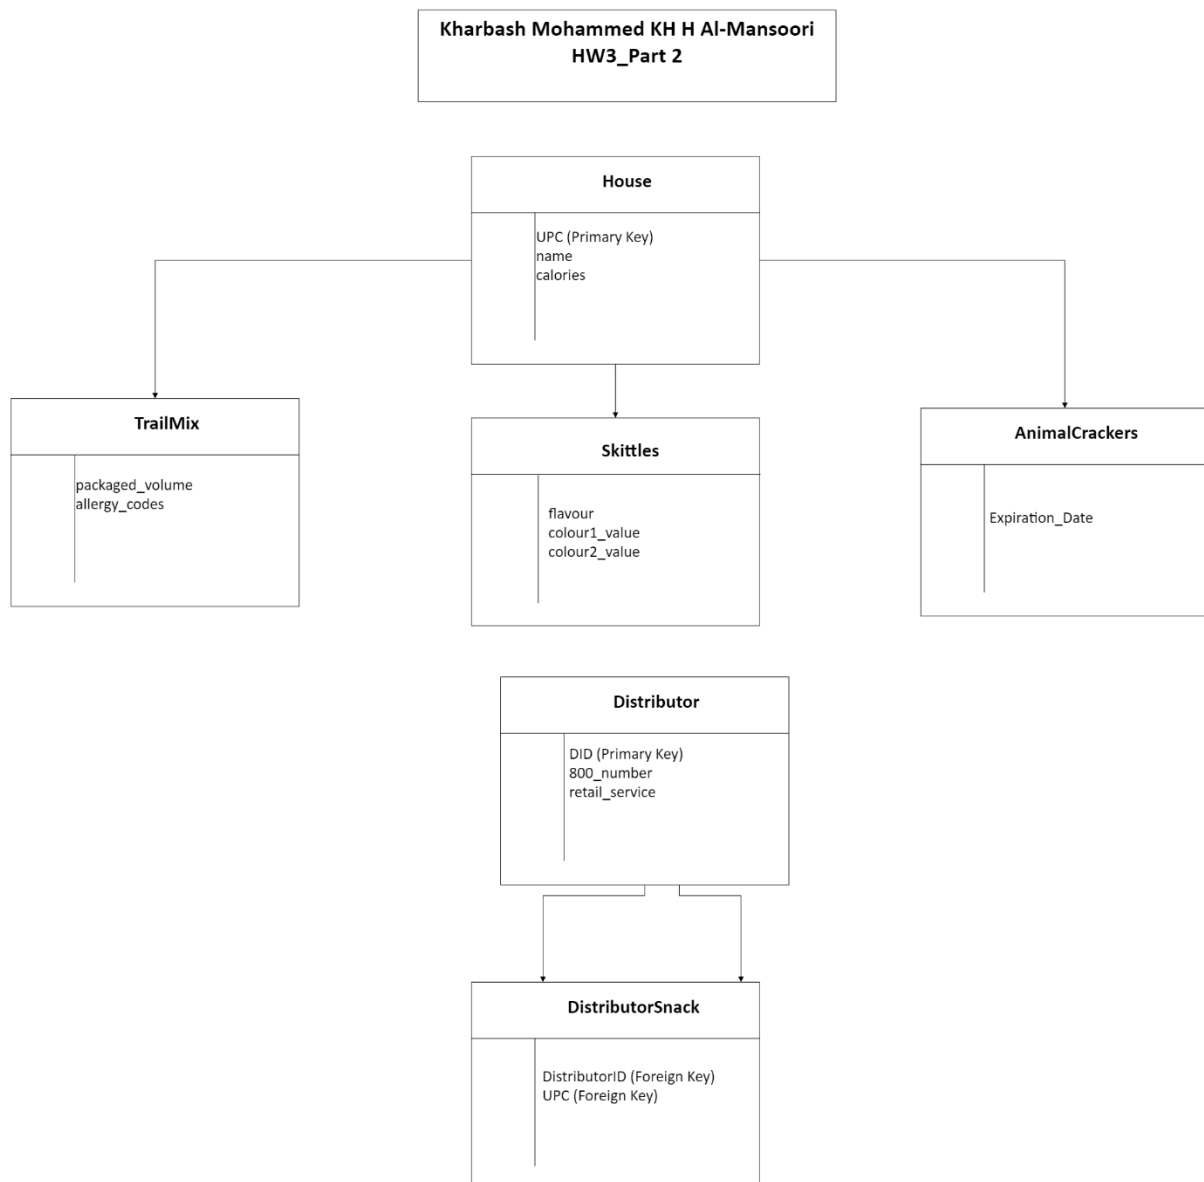 Kharbash Mohammed KH H Al-Mansoori
HW3_Part 2
House
UPC (Primary Key)
name
calories
TrailMix
packaged_volume
allergy_codes
Skittles
flavour
colour1_value
colour2_value
AnimalCrackers
Expiration_Date
Distributor
DID (Primary Key)
800_number
retail_service
DistributorSnack
DistributorID (Foreign Key)
UPC (Foreign Key)